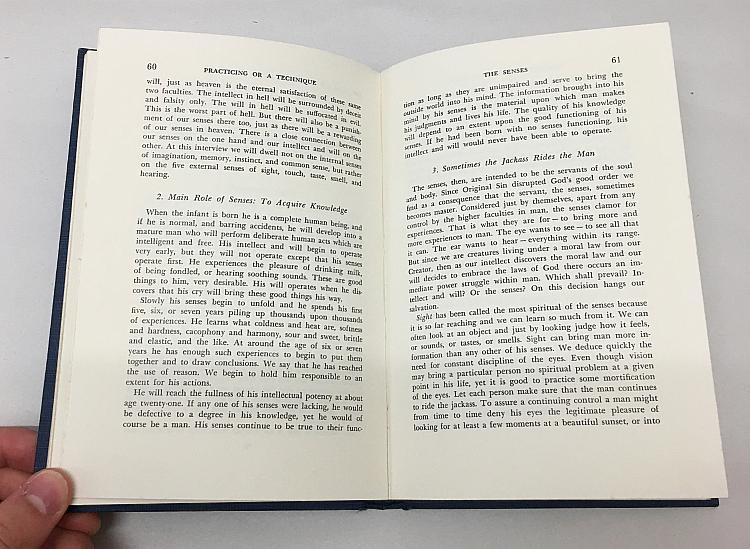 60
PRACTICING OR A TECHNIQUE
will, just as heaven is the eternal satisfaction of these same
two faculties. The intellect in hell will be surrounded by deceit
and falsity only. The will in hell will be suffocated in evil.
This is the worst part of hell. But there will also be a punish-
ment of our senses there too, just as there will be a rewarding
of our senses in heaven. There is a close connection between
our senses on the one hand and our intellect and will on the
other. At this interview we will dwell not on the internal senses
of imagination, memory, instinct, and common sense, but rather
on the five external senses of sight, touch, taste, smell, and
hearing.
2. Main Role of Senses: To Acquire Knowledge
When the infant is born he is a complete human being, and
if he is normal, and barring accidents, he will develop into a
mature man who will perform deliberate human acts which are
intelligent and free. His intellect and will begin to operate
very early, but they will not operate except that his senses
operate first. He experiences the pleasure of drinking milk,
of being fondled, or hearing soothing sounds. These are good
things to him, very desirable. His will operates when he dis-
covers that his cry will bring these good things his way.
Slowly his senses begin to unfold and he spends his first
five, six, or seven years piling up thousands upon thousands
of experiences. He learns what coldness and heat are, softness
and hardness, cacophony and harmony, sour and sweet, brittle
and elastic, and the like. At around the age of six or seven
years he has enough such experiences to begin to put them
together and to draw conclusions. We say that he has reached
the use of reason. We begin to hold him responsible to an
extent for his actions.
He will reach the fullness of his intellectual potency at about
age twenty-one. If any one of his senses were lacking, he would
be defective to a degree in his knowledge, yet he would of
course be a man. His senses continue to be true to their func-
THE SENSES
61
tion as long as they are unimpaired and serve to bring the
outside world into his mind. The information brought into his
mind by his senses is the material upon which man makes
his judgments and lives his life. The quality of his knowledge
will depend to an extent upon the good functioning of his
senses. If he had been born with no senses functioning, his
intellect and will would never have been able to operate.
3. Sometimes the Jackass Rides the Man
The senses, then, are intended to be the servants of the soul
and body. Since Original Sin disrupted God's good order we
find as a consequence that the servant, the senses, sometimes
becomes master. Considered just by themselves, apart from any
control by the higher faculties in man, the senses clamor for
experiences. That is what they are for — to bring more and
more experiences to man. The eye wants to see — to see all that
it can. The ear wants to hear — everything within its range.
But since we are creatures living under a moral law from our
Creator, then as our intellect discovers the moral law and our
will decides to embrace the laws of God there occurs an im-
mediate power struggle within man. Which shall prevail? In-
tellect and will? Or the senses? On this decision hangs our
salvation.
Sight has been called the most spiritual of the senses because
it is so far reaching and we can learn so much from it. We can
often look at an object and just by looking judge how it feels,
or sounds, or tastes, or smells. Sight can bring man more in-
formation than any other of his senses. We deduce quickly the
need for constant discipline of the eyes. Even though vision
may bring a particular person no spiritual problem at a given
point in his life, yet it is good to practice some mortification
of the eyes. Let each person make sure that the man continues
to ride the jackass. To assure a continuing control a man might
from time to time deny his eyes the legitimate pleasure of
looking for at least a few moments at a beautiful sunset, or into